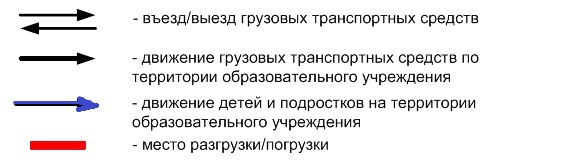 - въезд/выезд грузовых транспортных средств
- движение грузовых транспортных средств по
территории образовательного учреждения
- движение детей и подростков на территории
образовательного учреждения
- место разгрузки/погрузки